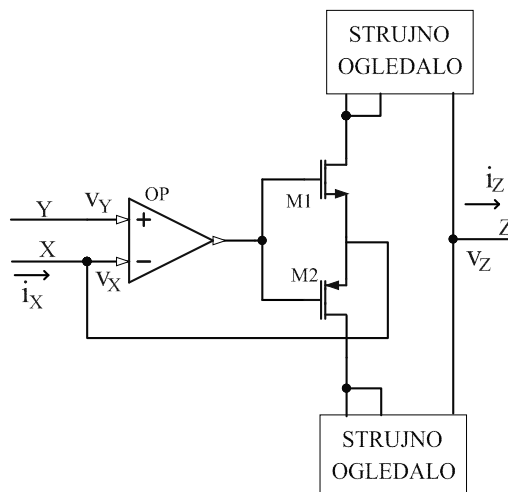 STRUJNO
OGLEDALO
OP
M1
Y
v_Y
+
X
v_X
−
i_X
M2
i_Z
Z
v_Z
STRUJNO
OGLEDALO